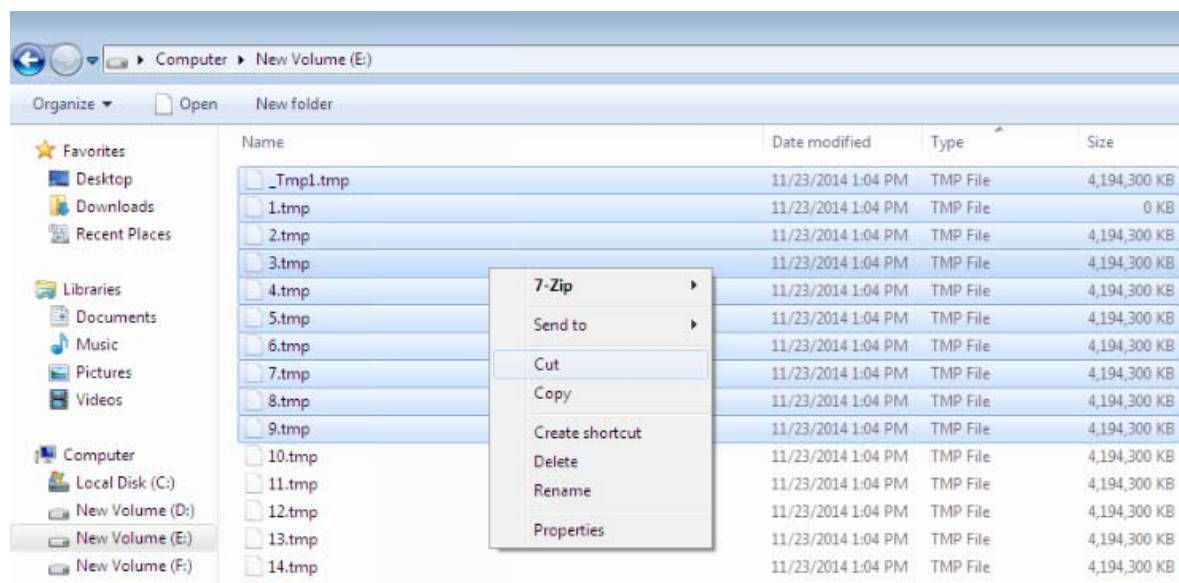 Computer New Volume (E:)
Organize Open New folder
Favorites
Desktop
Downloads
Recent Places
Libraries
Documents
Music
Pictures
Videos
Computer
Local Disk (C:)
New Volume (D:)
New Volume (E:)
New Volume (F:)
Name Date modified Type Size
_Tmp1.tmp 11/23/2014 1:04 PM TMP File 4,194,300 KB
1.tmp 11/23/2014 1:04 PM TMP File 0 KB
2.tmp 11/23/2014 1:04 PM TMP File 4,194,300 KB
3.tmp 11/23/2014 1:04 PM TMP File 4,194,300 KB
4.tmp 11/23/2014 1:04 PM TMP File 4,194,300 KB
5.tmp 11/23/2014 1:04 PM TMP File 4,194,300 KB
6.tmp 11/23/2014 1:04 PM TMP File 4,194,300 KB
7.tmp 11/23/2014 1:04 PM TMP File 4,194,300 KB
8.tmp 11/23/2014 1:04 PM TMP File 4,194,300 KB
9.tmp 11/23/2014 1:04 PM TMP File 4,194,300 KB
10.tmp 11/23/2014 1:04 PM TMP File 4,194,300 KB
11.tmp 11/23/2014 1:04 PM TMP File 4,194,300 KB
12.tmp 11/23/2014 1:04 PM TMP File 4,194,300 KB
13.tmp 11/23/2014 1:04 PM TMP File 4,194,300 KB
14.tmp 11/23/2014 1:04 PM TMP File 4,194,300 KB
7-Zip
Send to
Cut
Copy
Create shortcut
Delete
Rename
Properties